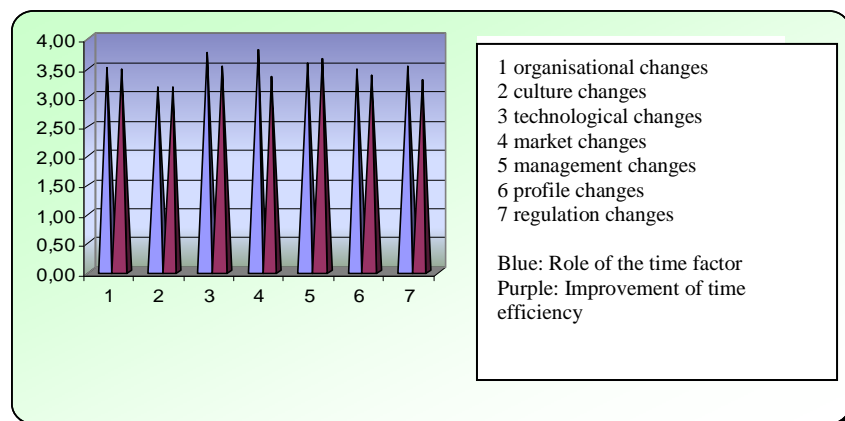 4,00
3,50
3,00
2,50
2,00
1,50
1,00
0,50
0,00
1 2 3 4 5 6 7
1 organisational changes
2 culture changes
3 technological changes
4 market changes
5 management changes
6 profile changes
7 regulation changes
Blue: Role of the time factor
Purple: Improvement of time
efficiency